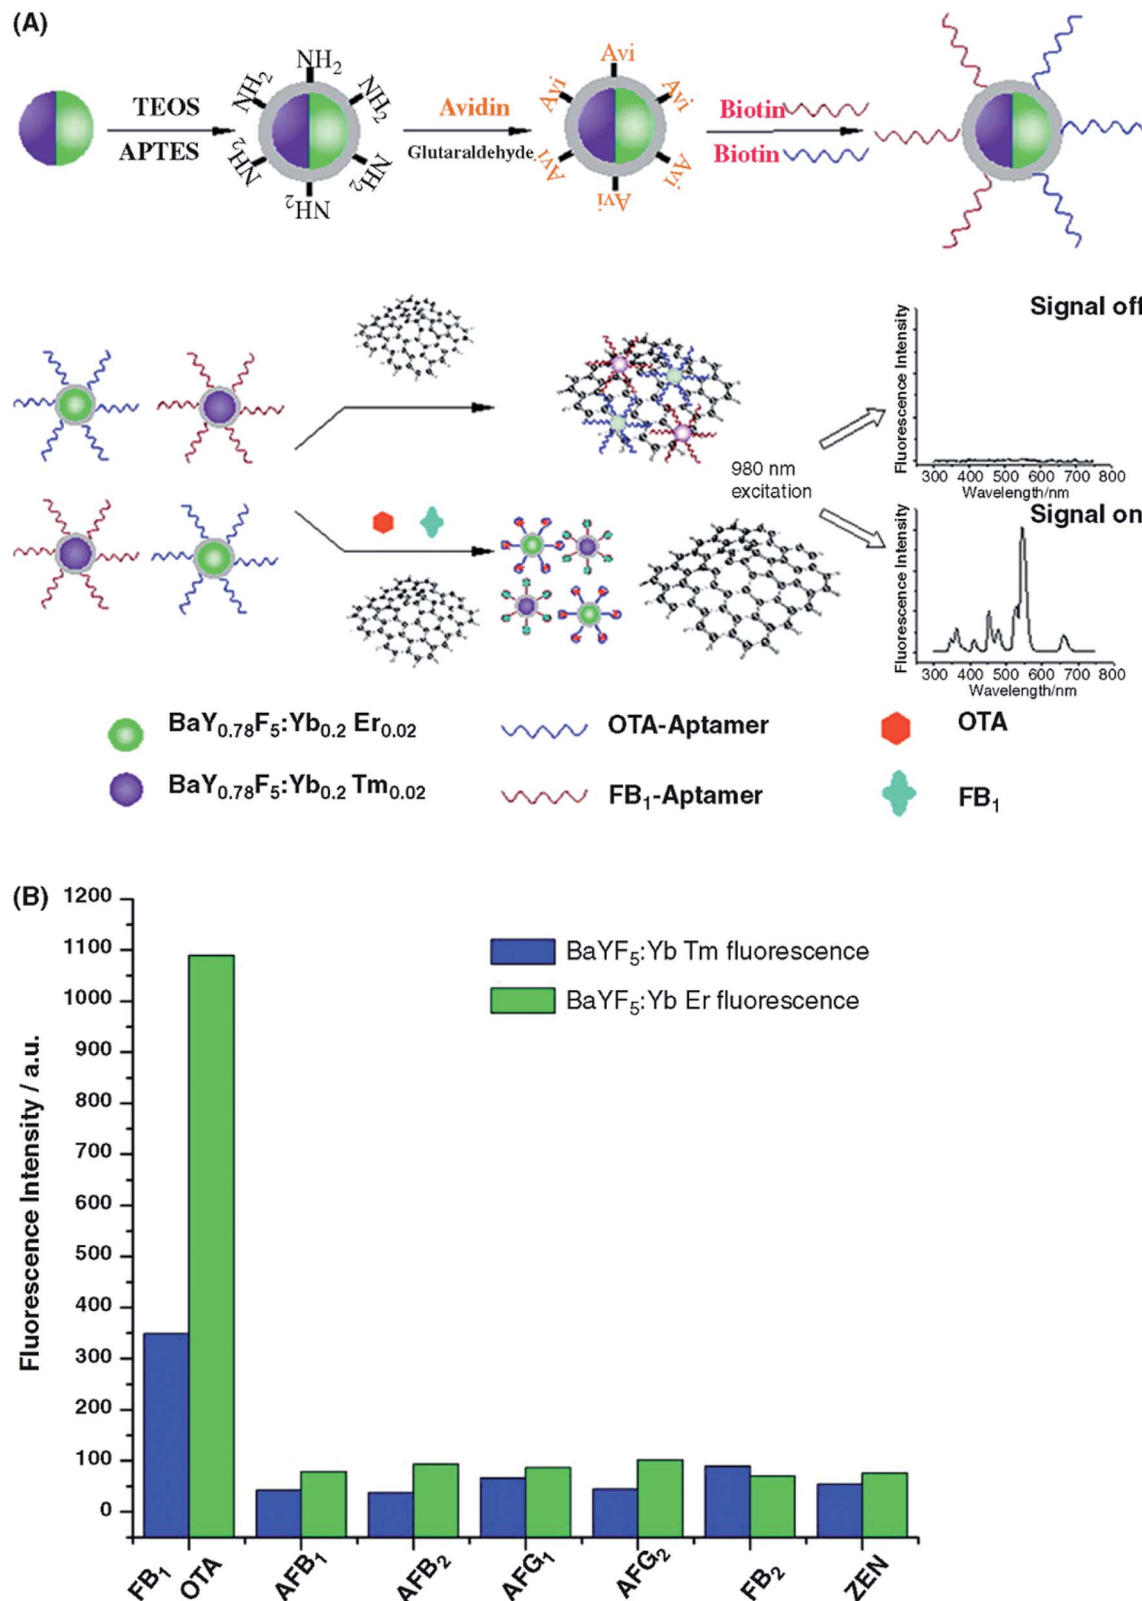 (A)
NH2
NH2
NH2
NH2
NH2
NH2
TEOS
APTES
Avidin
Glutaraldehyde
Avi
Avi
Avi
Avi
Avi
Avi
Biotin
Biotin
Signal off
Fluorescence Intensity
300 400 500 600 700 800
Wavelength/nm
980 nm
excitation
Signal on
Fluorescence Intensity
300 400 500 600 700 800
Wavelength/nm
BaY0.78F5:Yb0.2 Er0.02
OTA-Aptamer
OTA
BaY0.78F5:Yb0.2 Tm0.02
FB1-Aptamer
FB1
(B)
1200
1100
1000
900
800
700
600
500
400
300
200
100
0
Fluorescence Intensity / a.u.
BaYF5:Yb Tm fluorescence
BaYF5:Yb Er fluorescence
FB1
OTA
AFB1
AFB2
AFG1
AFG2
FB2
ZEN